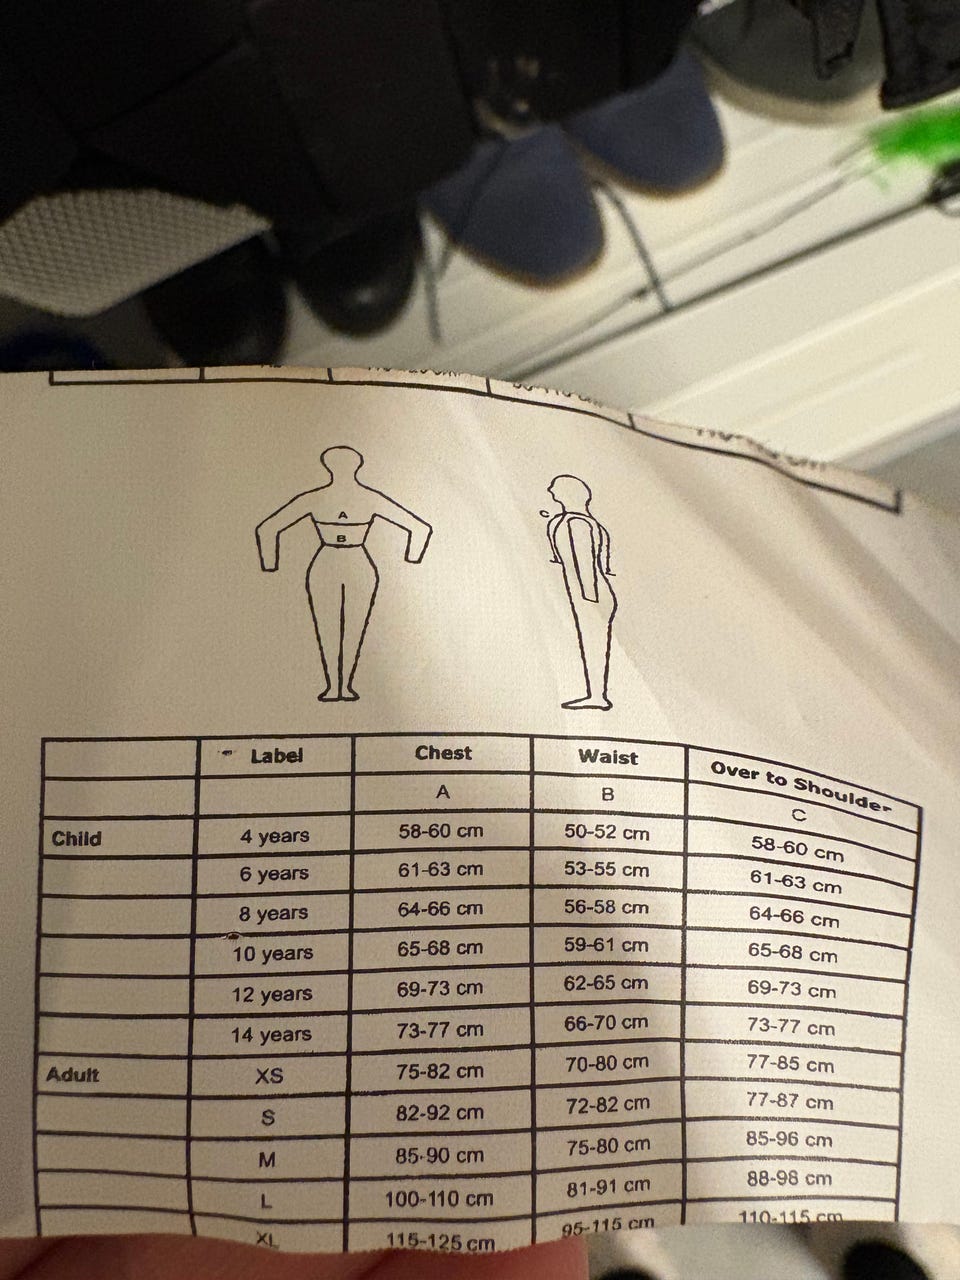 A
B
C
Label Chest Waist Over to Shoulder
A B C
Child 4 years 58-60 cm 50-52 cm 58-60 cm
6 years 61-63 cm 53-55 cm 61-63 cm
8 years 64-66 cm 56-58 cm 64-66 cm
10 years 65-68 cm 59-61 cm 65-68 cm
12 years 69-73 cm 62-65 cm 69-73 cm
14 years 73-77 cm 66-70 cm 73-77 cm
Adult XS 75-82 cm 70-80 cm 77-85 cm
S 82-92 cm 72-82 cm 77-87 cm
M 85-90 cm 75-80 cm 85-96 cm
L 100-110 cm 81-91 cm 88-98 cm
XL 115-125 cm 95-115 cm 110-115 cm